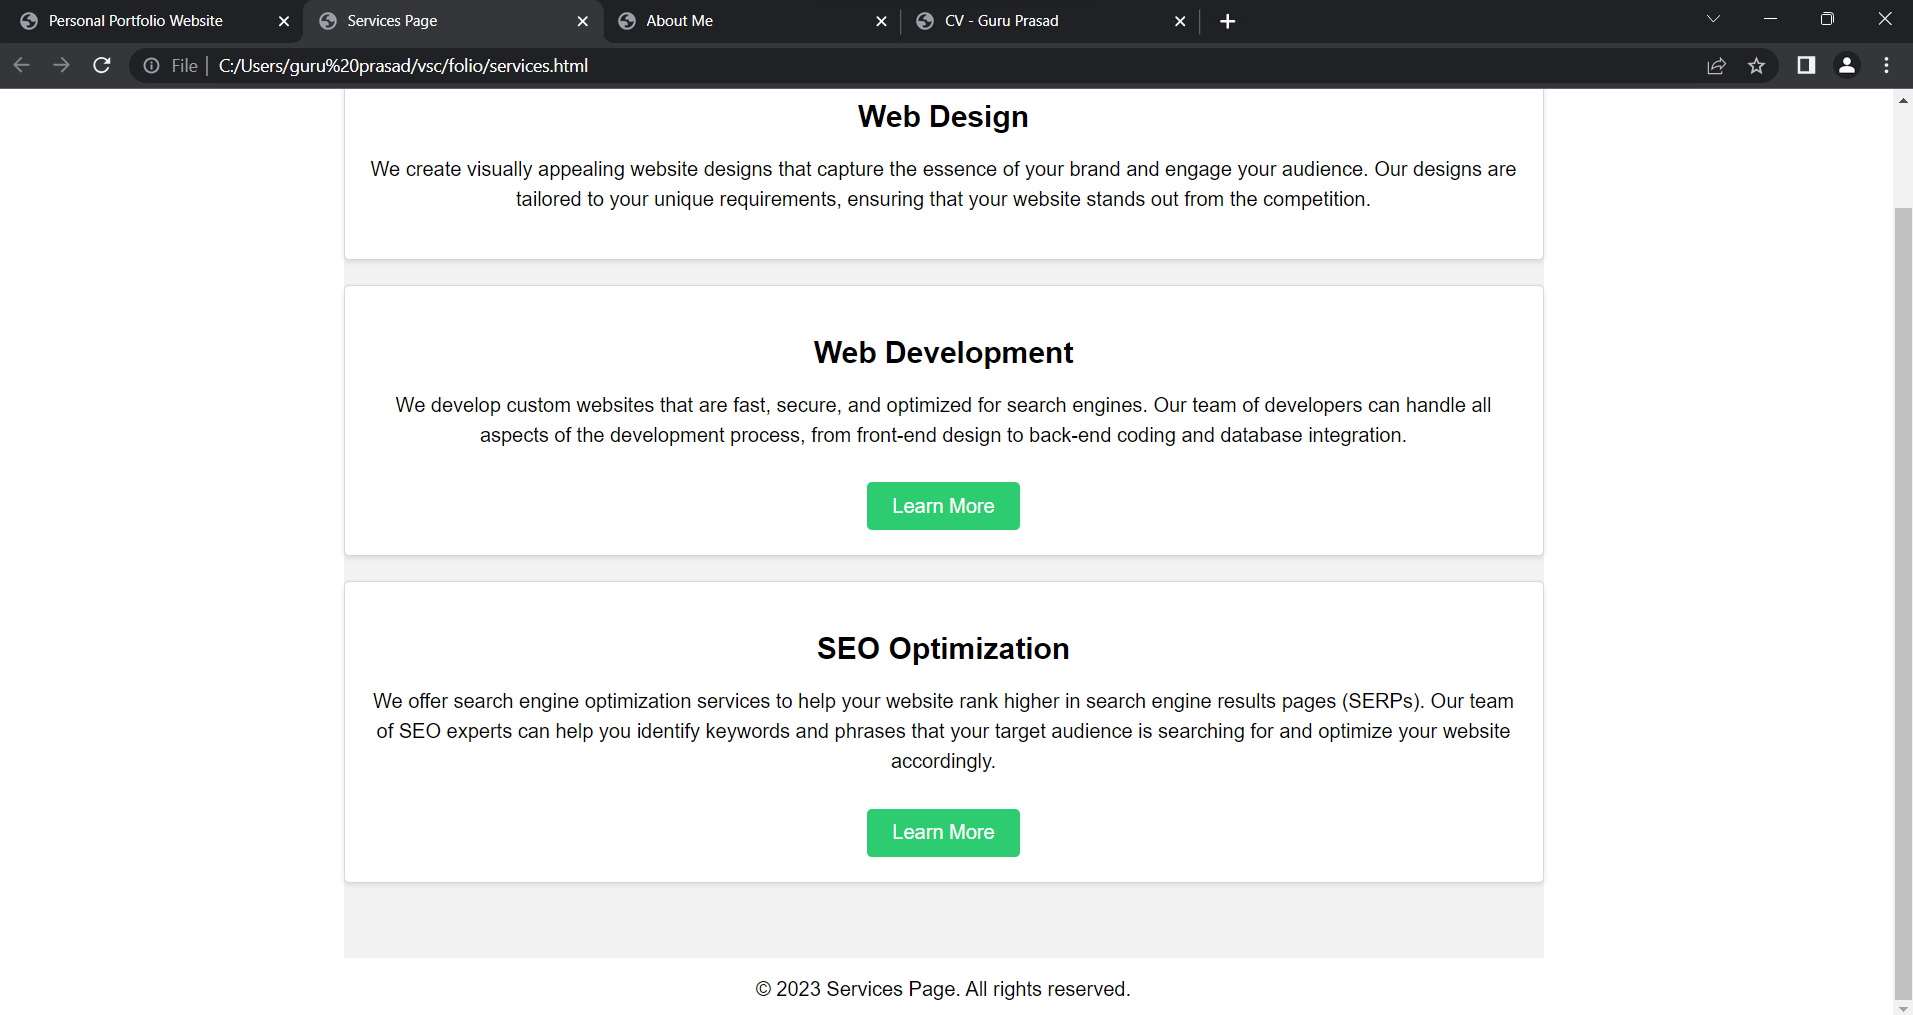 Personal Portfolio Website
Services Page
About Me
CV - Guru Prasad
File
C:/Users/guru%20prasad/vsc/folio/services.html
Web Design
We create visually appealing website designs that capture the essence of your brand and engage your audience. Our designs are
tailored to your unique requirements, ensuring that your website stands out from the competition.
Web Development
We develop custom websites that are fast, secure, and optimized for search engines. Our team of developers can handle all
aspects of the development process, from front-end design to back-end coding and database integration.
Learn More
SEO Optimization
We offer search engine optimization services to help your website rank higher in search engine results pages (SERPs). Our team
of SEO experts can help you identify keywords and phrases that your target audience is searching for and optimize your website
accordingly.
Learn More
© 2023 Services Page. All rights reserved.